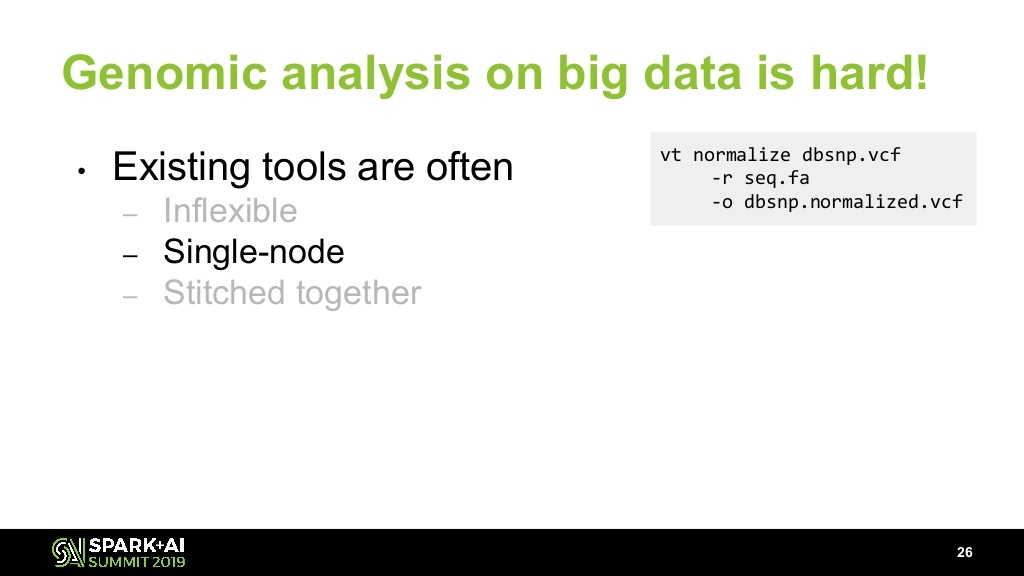 Genomic analysis on big data is hard!
• Existing tools are often
– Inflexible
– Single-node
– Stitched together
vt normalize dbsnp.vcf
-r seq.fa
-o dbsnp.normalized.vcf
SPARK+AI
SUMMIT 2019
26